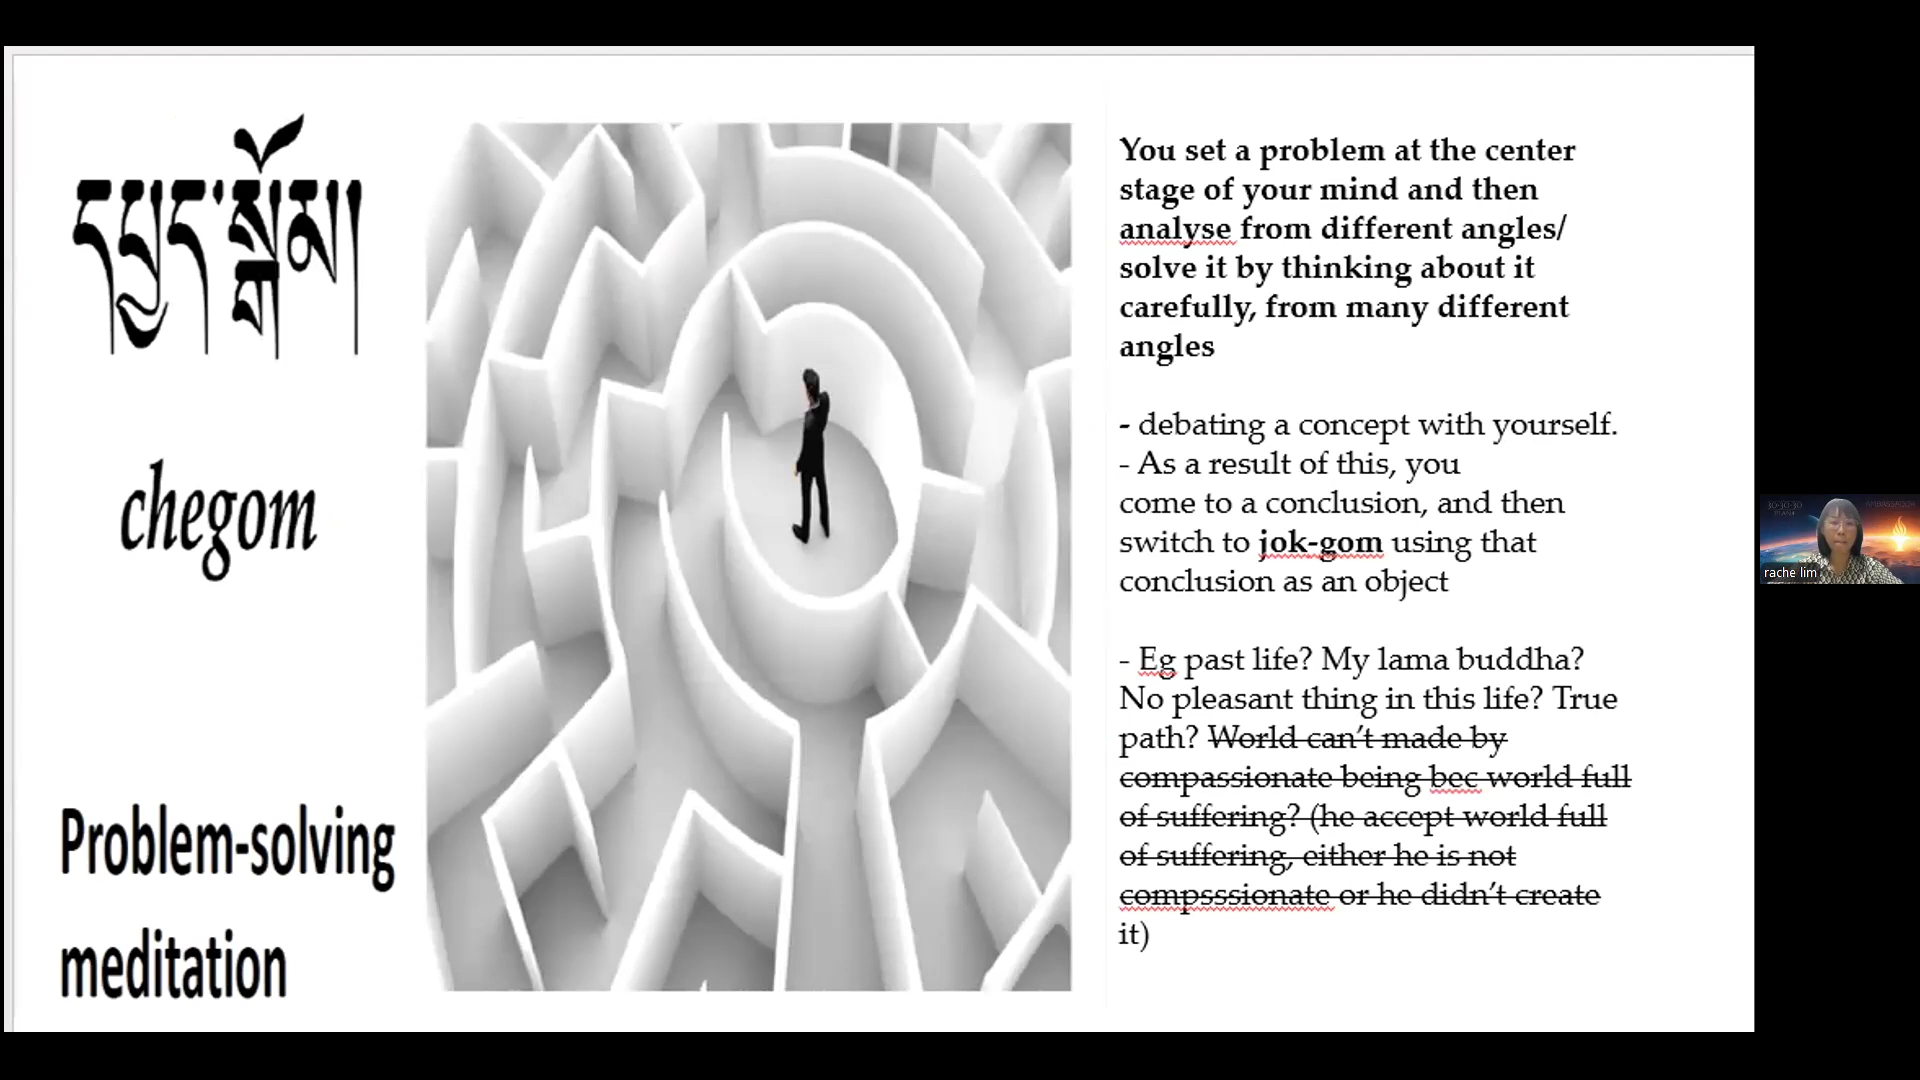 དཔྱད་སྒོམ།
chegom
Problem-solving
meditation
You set a problem at the center
stage of your mind and then
analyse from different angles/
solve it by thinking about it
carefully, from many different
angles
- debating a concept with yourself.
- As a result of this, you
come to a conclusion, and then
switch to jok-gom using that
conclusion as an object
- Eg past life? My lama buddha?
No pleasant thing in this life? True
path? World can't made by
compassionate being bec world full
of suffering? (he accept world full
of suffering, either he is not
compsssionate or he didn't create
it)
30-30-30
rache lim